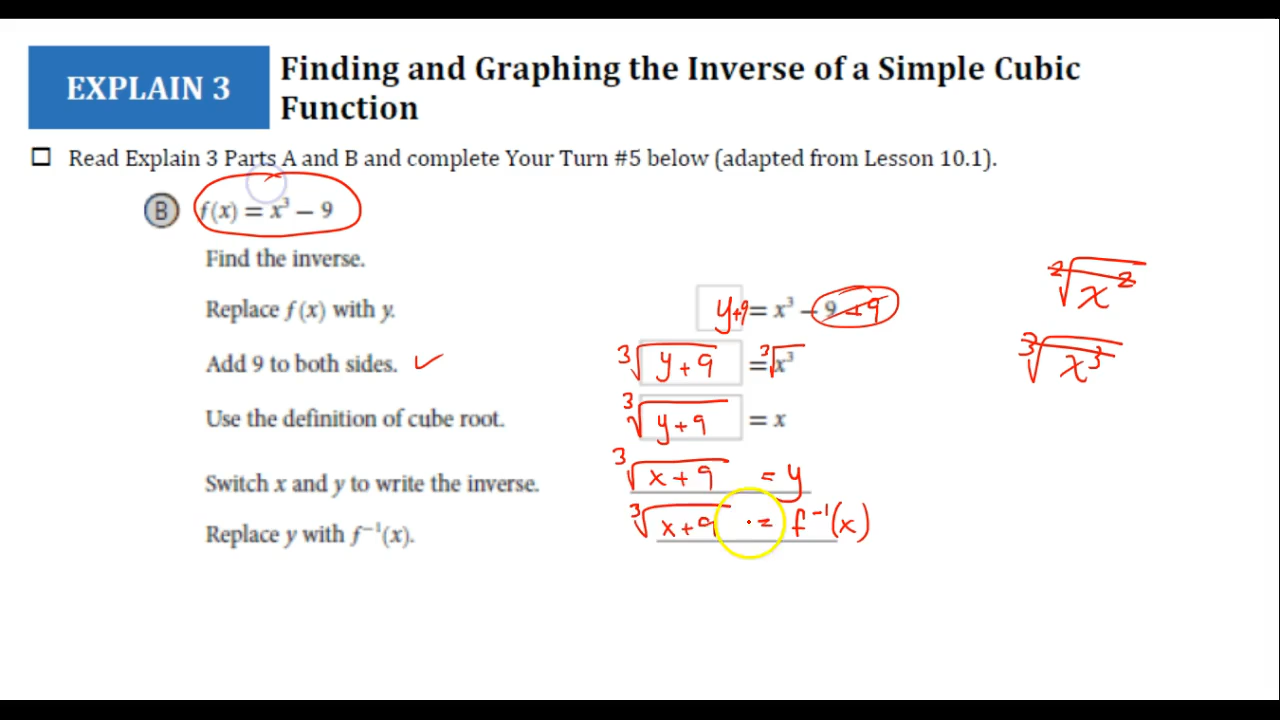 EXPLAIN 3
Finding and Graphing the Inverse of a Simple Cubic
Function
Read Explain 3 Parts A and B and complete Your Turn #5 below (adapted from Lesson 10.1).
B f(x) = x³ − 9
Find the inverse.
Replace f(x) with y. y+9 = x³ − 9 + 9
Add 9 to both sides. ✓ ∛(y + 9) = ∛x³
Use the definition of cube root. ∛(y + 9) = x
Switch x and y to write the inverse. ∛(x + 9) = y
Replace y with f⁻¹(x). ∛(x + 9) = f⁻¹(x)
²√x²
³√x³